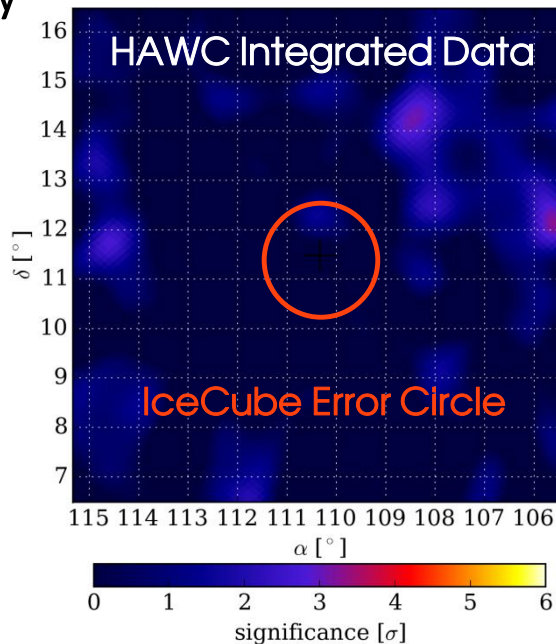 y
HAWC Integrated Data
IceCube Error Circle
16
15
14
13
12
11
10
9
8
7
δ [°]
115 114 113 112 111 110 109 108 107 106
α [°]
0 1 2 3 4 5 6
significance [σ]